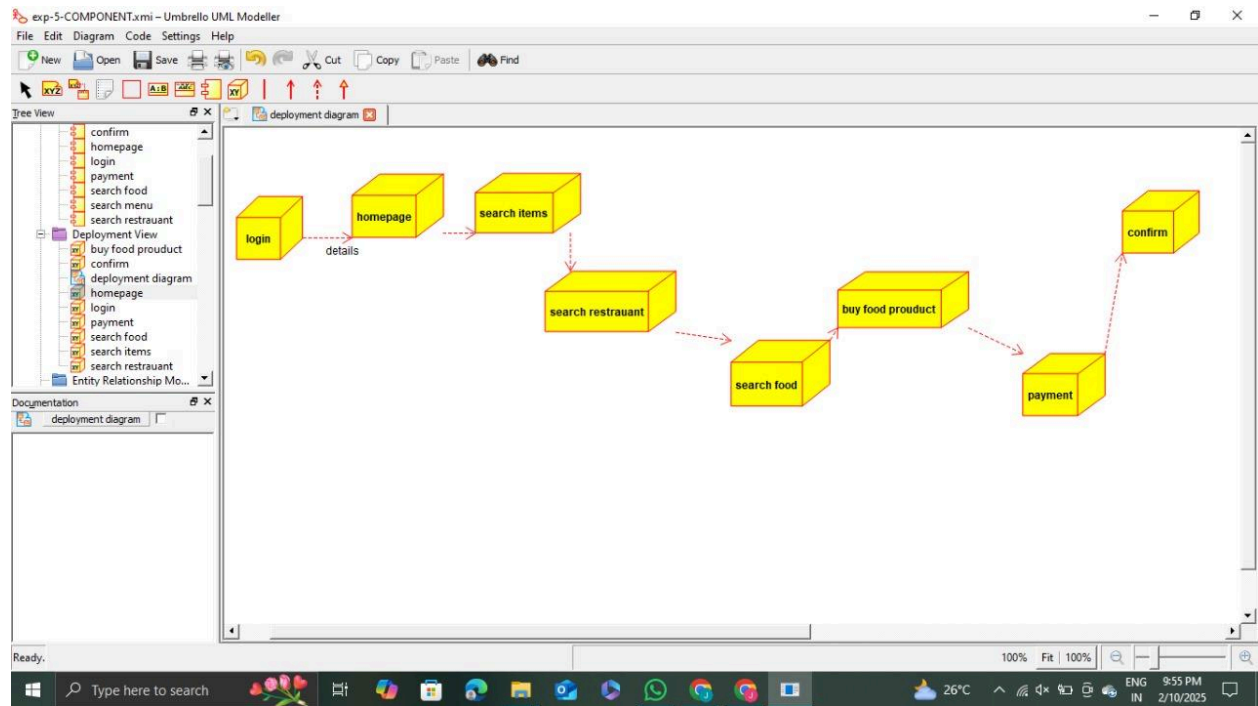 exp-5-COMPONENT.xmi – Umbrello UML Modeller
File Edit Diagram Code Settings Help
New Open Save Cut Copy Paste Find
XYZ A:B ABC XY
Tree View
deployment diagram
confirm
homepage
login
payment
search food
search menu
search restrauant
Deployment View
buy food prouduct
confirm
deployment diagram
homepage
login
payment
search food
search items
search restrauant
Entity Relationship Mo...
Documentation
deployment diagram
login
details
homepage
search items
search restrauant
search food
buy food prouduct
payment
confirm
Ready.
100% Fit 100%
Type here to search
26°C
ENG
IN
9:55 PM
2/10/2025